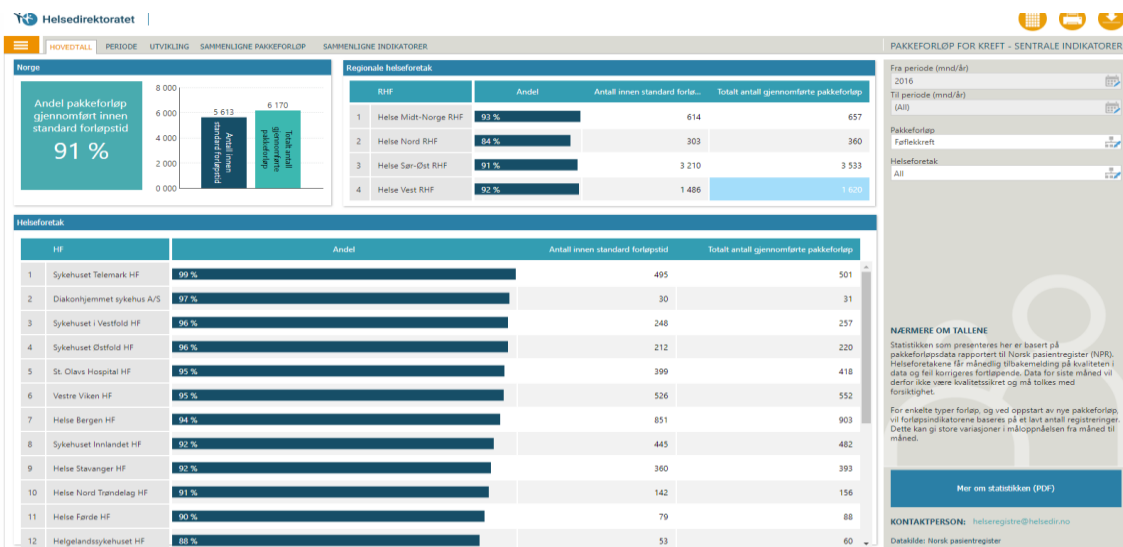 Helsedirektoratet
HOVEDTALL PERIODE UTVIKLING SAMMENLIGNE PAKKEFORLØP SAMMENLIGNE INDIKATORER
PAKKEFORLØP FOR KREFT - SENTRALE INDIKATORER
Norge
Andel pakkeforløp
gjennomført innen
standard forløpstid
91 %
8 000
6 000
4 000
2 000
0 000
5 613
6 170
Antall innen
standard forløpstid
Totalt antall
gjennomførte
pakkeforløp
Regionale helseforetak
RHF Andel Antall innen standard forlø... Totalt antall gjennomførte pakkeforløp
1 Helse Midt-Norge RHF 93 % 614 657
2 Helse Nord RHF 84 % 303 360
3 Helse Sør-Øst RHF 91 % 3 210 3 533
4 Helse Vest RHF 92 % 1 486 1 620
Fra periode (mnd/år)
2016
Til periode (mnd/år)
(All)
Pakkeforløp
Føflekkreft
Helseforetak
All
Helseforetak
HF Andel Antall innen standard forløpstid Totalt antall gjennomførte pakkeforløp
1 Sykehuset Telemark HF 99 % 495 501
2 Diakonhjemmet sykehus A/S 97 % 30 31
3 Sykehuset i Vestfold HF 96 % 248 257
4 Sykehuset Østfold HF 96 % 212 220
5 St. Olavs Hospital HF 95 % 399 418
6 Vestre Viken HF 95 % 526 552
7 Helse Bergen HF 94 % 851 903
8 Sykehuset Innlandet HF 92 % 445 482
9 Helse Stavanger HF 92 % 360 393
10 Helse Nord Trøndelag HF 91 % 142 156
11 Helse Førde HF 90 % 79 88
12 Helgelandssykehuset HF 88 % 53 60
NÆRMERE OM TALLENE
Statistikken som presenteres her er basert på
pakkeforløpsdata rapportert til Norsk pasientregister (NPR).
Helseforetakene får månedlig tilbakemelding på kvaliteten i
data og feil korrigeres fortløpende. Data for siste måned vil
derfor ikke være kvalitetssikret og må tolkes med
forsiktighet.
For enkelte typer forløp, og ved oppstart av nye pakkeforløp,
vil forløpsindikatorene baseres på et lavt antall registreringer.
Dette kan gi store variasjoner i måloppnåelsen fra måned til
måned.
Mer om statistikken (PDF)
KONTAKTPERSON: helseregistre@helsedir.no
Datakilde: Norsk pasientregister